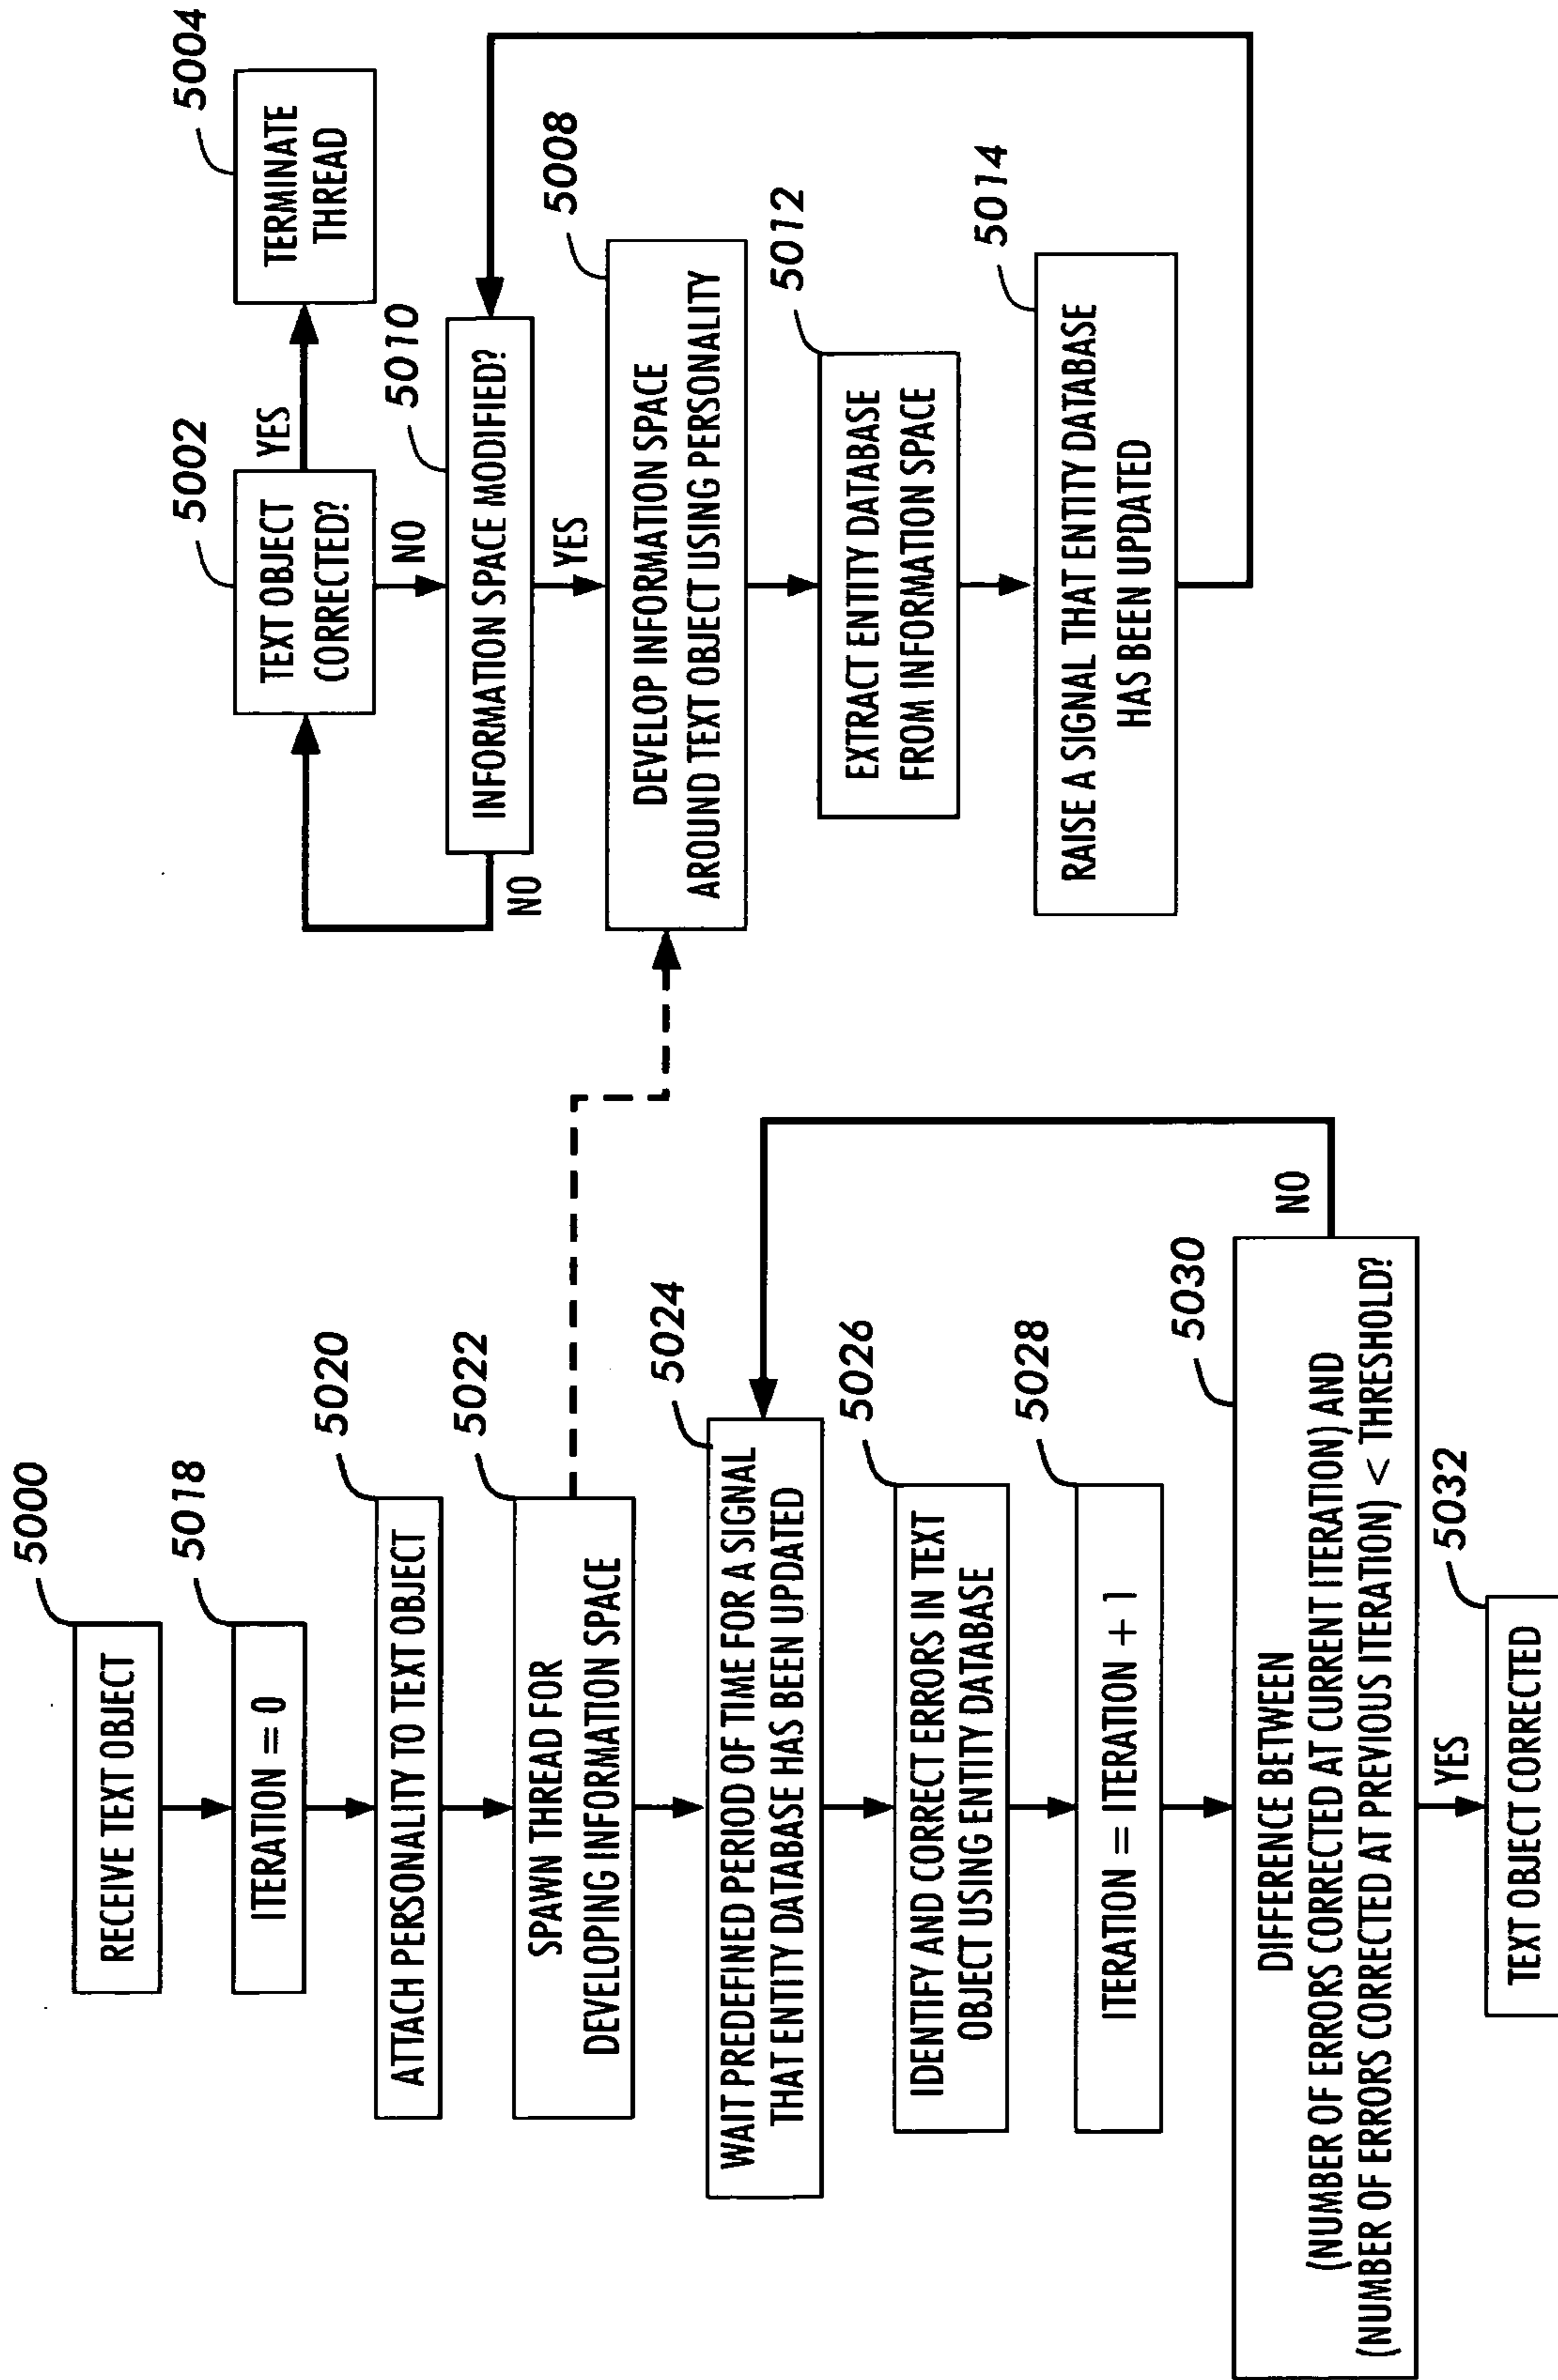 5000
RECEIVE TEXT OBJECT
5018
ITERATION = 0
5020
ATTACH PERSONALITY TO TEXT OBJECT
5022
SPAWN THREAD FOR
DEVELOPING INFORMATION SPACE
5024
WAIT PREDEFINED PERIOD OF TIME FOR A SIGNAL
THAT ENTITY DATABASE HAS BEEN UPDATED
5026
IDENTIFY AND CORRECT ERRORS IN TEXT
OBJECT USING ENTITY DATABASE
5028
ITERATION = ITERATION + 1
5030
DIFFERENCE BETWEEN
(NUMBER OF ERRORS CORRECTED AT CURRENT ITERATION) AND
(NUMBER OF ERRORS CORRECTED AT PREVIOUS ITERATION) < THRESHOLD?
NO
YES
5032
TEXT OBJECT CORRECTED
5002
TEXT OBJECT
CORRECTED?
YES
5004
TERMINATE
THREAD
NO
5010
INFORMATION SPACE MODIFIED?
NO
YES
5008
DEVELOP INFORMATION SPACE
AROUND TEXT OBJECT USING PERSONALITY
5012
EXTRACT ENTITY DATABASE
FROM INFORMATION SPACE
5014
RAISE A SIGNAL THAT ENTITY DATABASE
HAS BEEN UPDATED